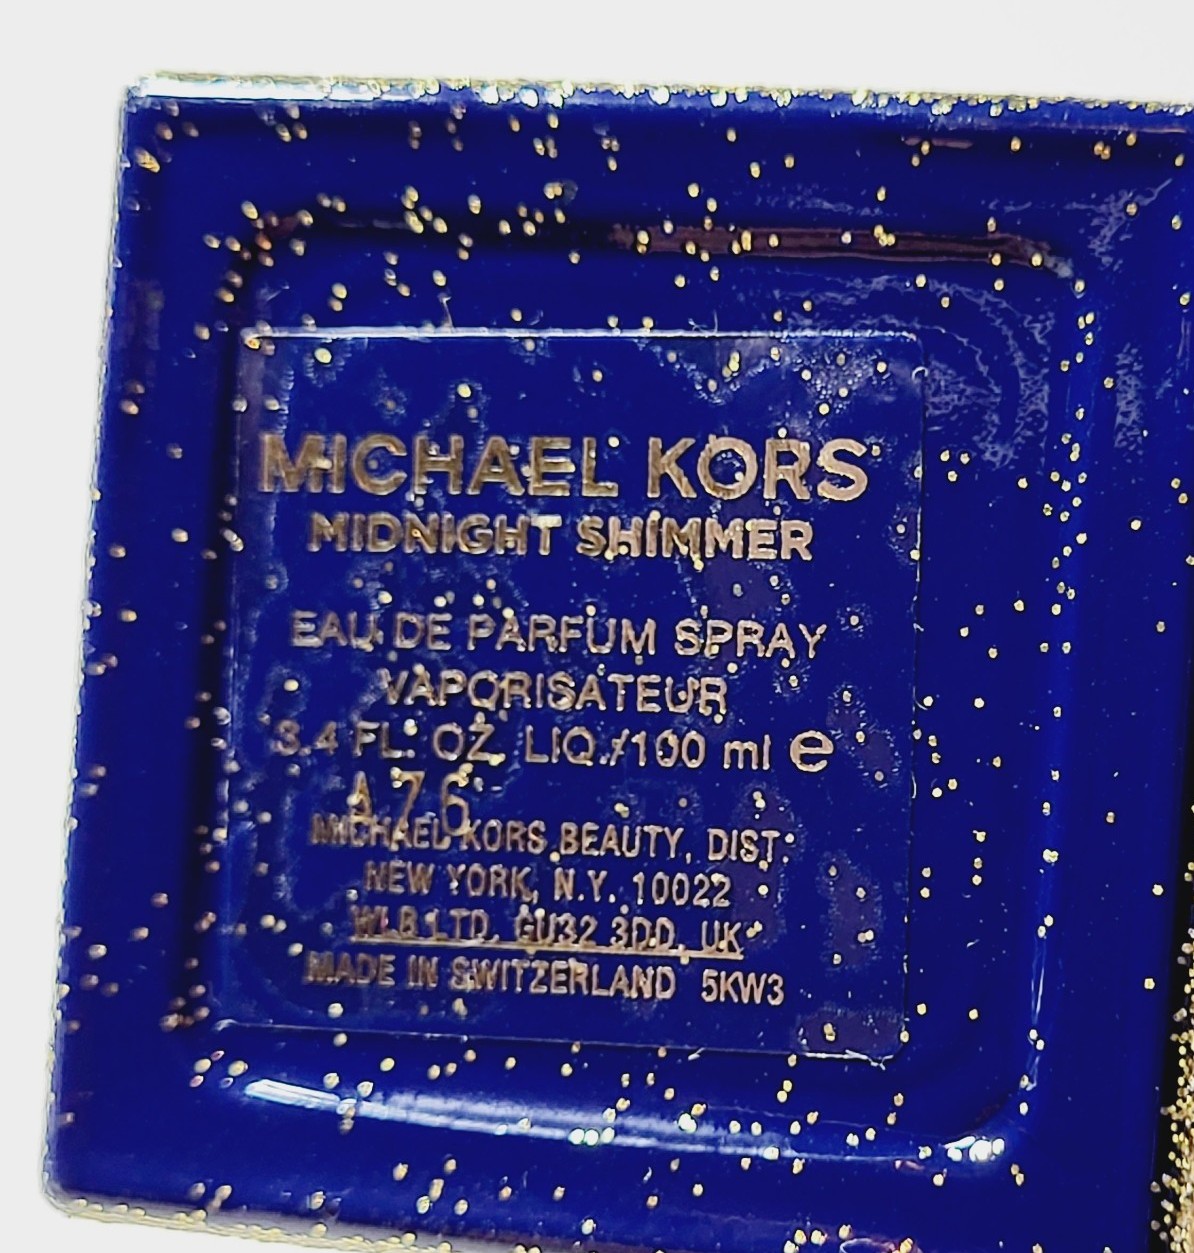 MICHAEL KORS
MIDNIGHT SHIMMER
EAU DE PARFUM SPRAY
VAPORISATEUR
3.4 FL. OZ. LIQ./100 ml e
A76
MICHAEL KORS BEAUTY, DIST.
NEW YORK, N.Y. 10022
WLB LTD, GU32 3DD, UK
MADE IN SWITZERLAND 5KW3